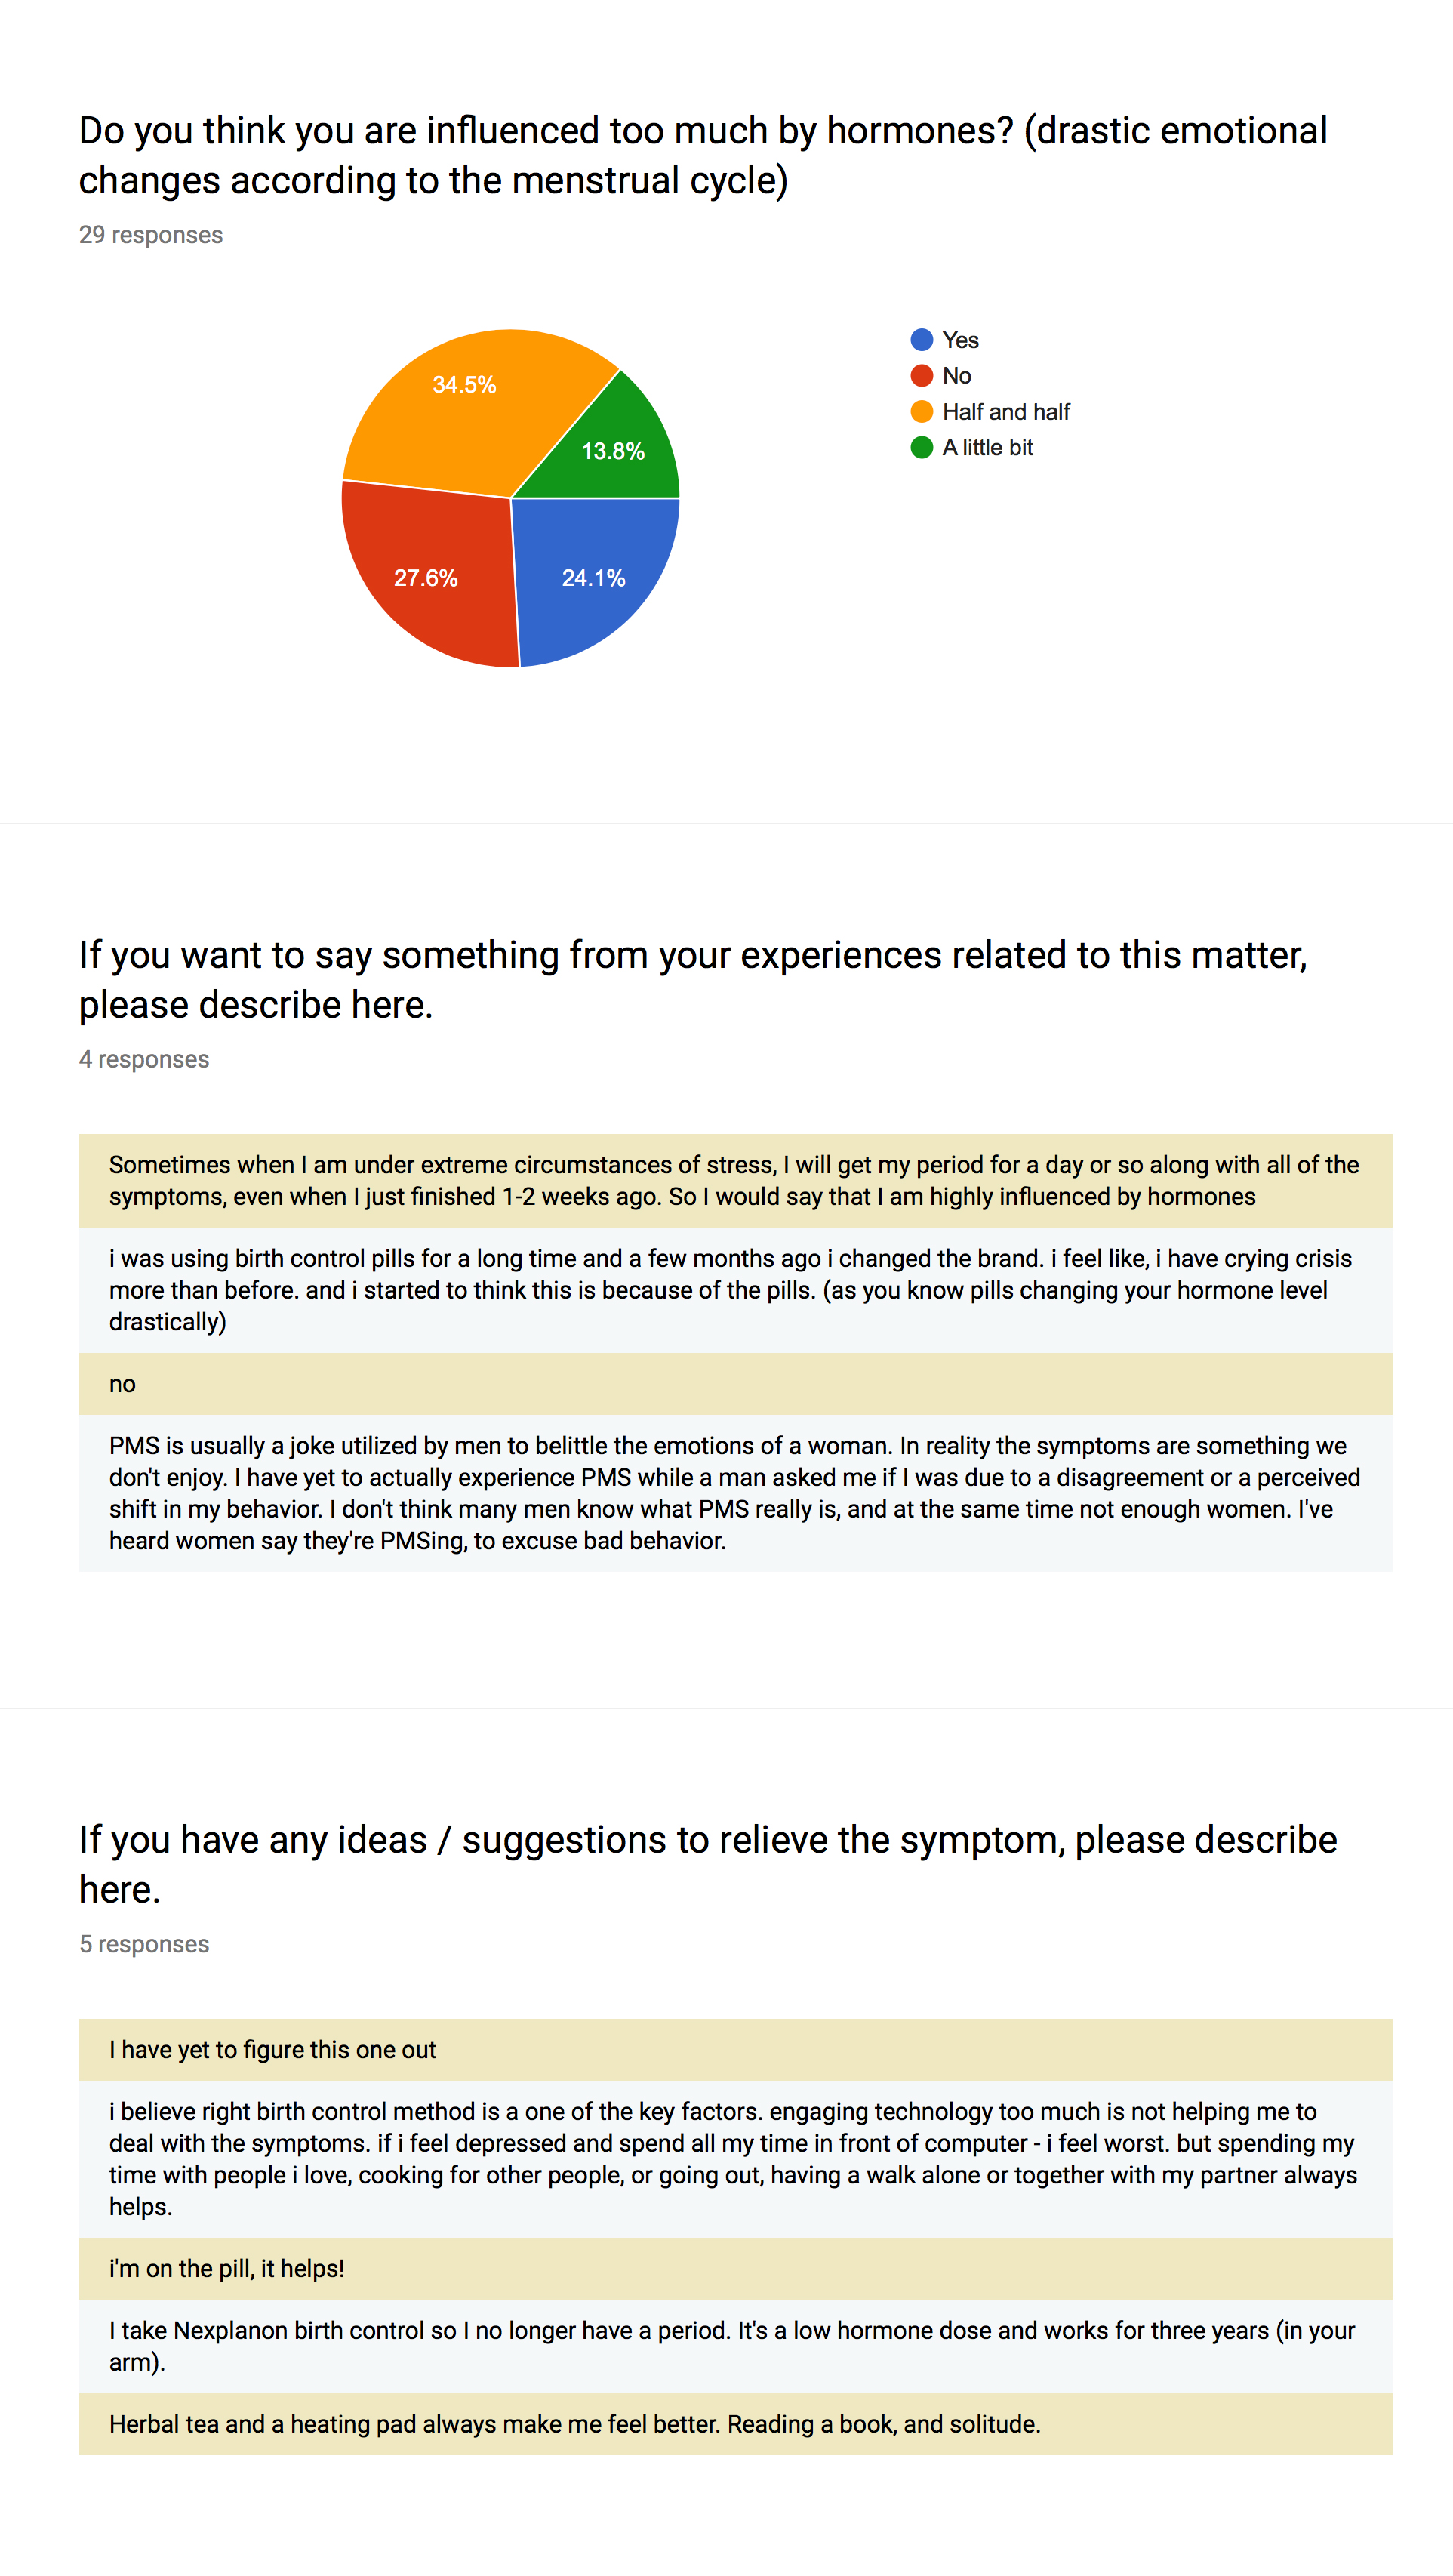 Do you think you are influenced too much by hormones? (drastic emotional
changes according to the menstrual cycle)
29 responses
34.5%
13.8%
27.6%
24.1%
Yes
No
Half and half
A little bit
If you want to say something from your experiences related to this matter,
please describe here.
4 responses
Sometimes when I am under extreme circumstances of stress, I will get my period for a day or so along with all of the
symptoms, even when I just finished 1-2 weeks ago. So I would say that I am highly influenced by hormones
i was using birth control pills for a long time and a few months ago i changed the brand. i feel like, i have crying crisis
more than before. and i started to think this is because of the pills. (as you know pills changing your hormone level
drastically)
no
PMS is usually a joke utilized by men to belittle the emotions of a woman. In reality the symptoms are something we
don't enjoy. I have yet to actually experience PMS while a man asked me if I was due to a disagreement or a perceived
shift in my behavior. I don't think many men know what PMS really is, and at the same time not enough women. I've
heard women say they're PMSing, to excuse bad behavior.
If you have any ideas / suggestions to relieve the symptom, please describe
here.
5 responses
I have yet to figure this one out
i believe right birth control method is a one of the key factors. engaging technology too much is not helping me to
deal with the symptoms. if i feel depressed and spend all my time in front of computer - i feel worst. but spending my
time with people i love, cooking for other people, or going out, having a walk alone or together with my partner always
helps.
i'm on the pill, it helps!
I take Nexplanon birth control so I no longer have a period. It's a low hormone dose and works for three years (in your
arm).
Herbal tea and a heating pad always make me feel better. Reading a book, and solitude.